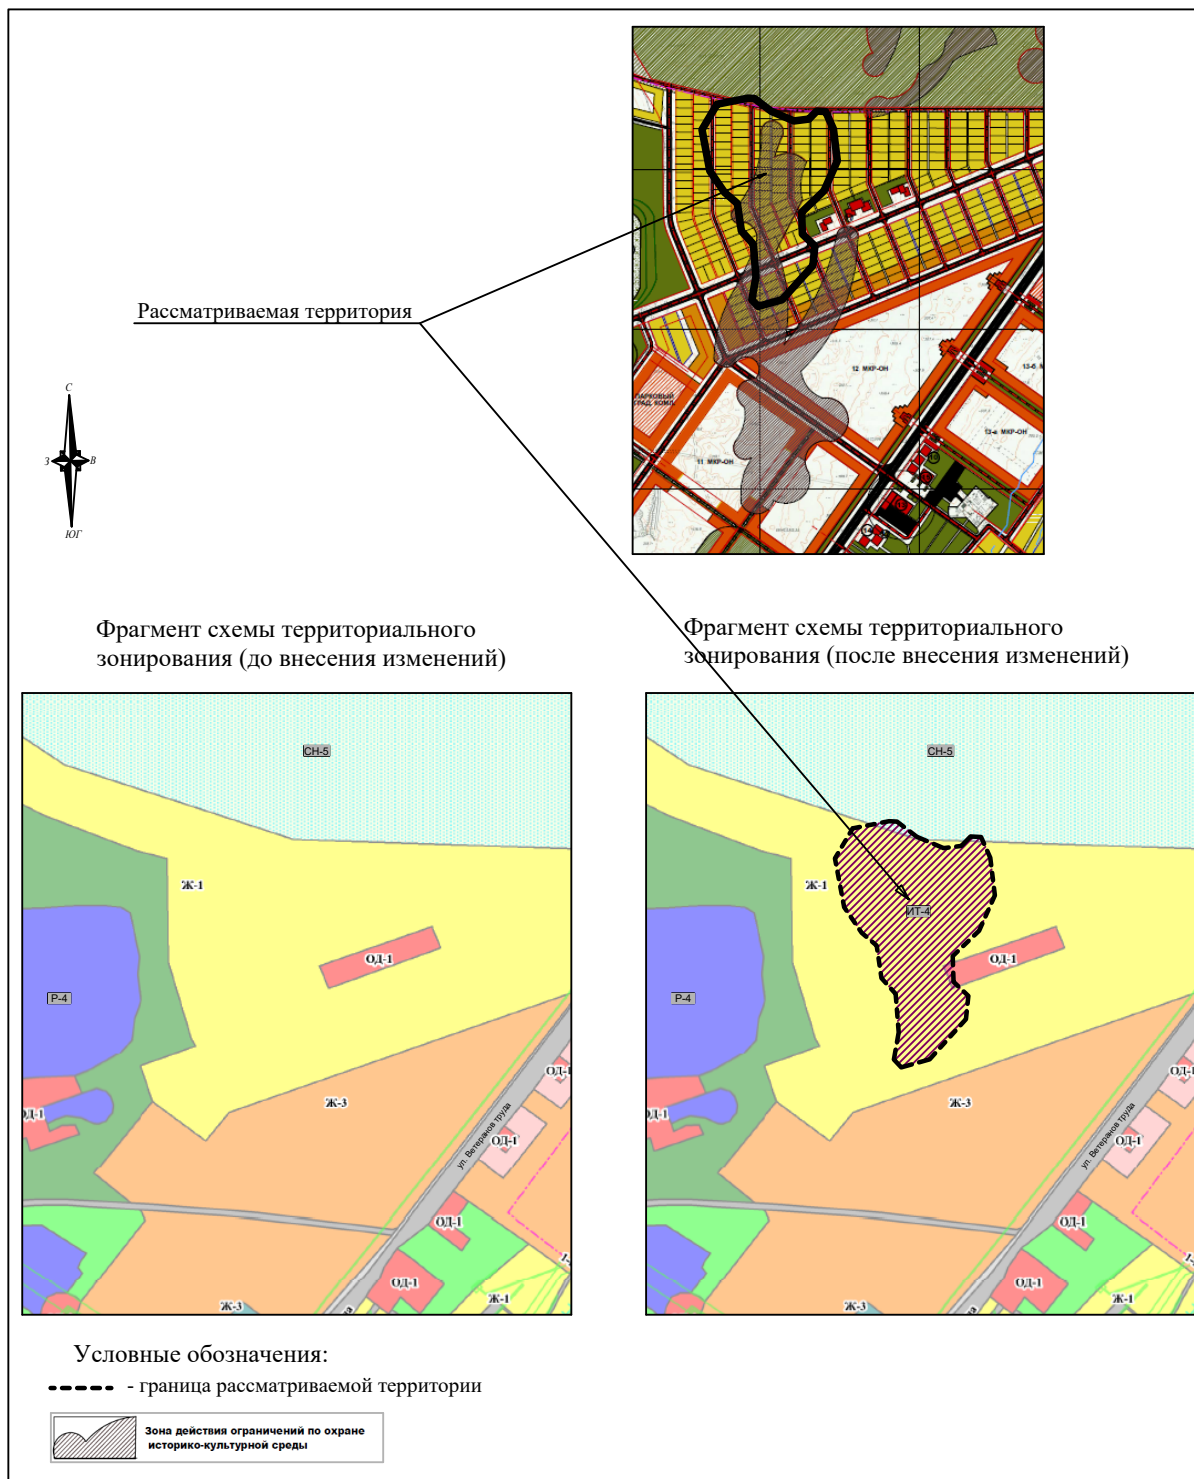 Рассматриваемая территория
С
З
В
ЮГ
12 МКР-ОН
11 МКР-ОН
13-а МКР-ОН
Фрагмент схемы территориального
зонирования (до внесения изменений)
СН-5
Ж-1
ОД-1
Р-4
Ж-3
ОД-1
ОД-1
ОД-1
ОД-1
ОД-1
Ж-3
Ж-1
ул. Ветеранов труда
Фрагмент схемы территориального
зонирования (после внесения изменений)
СН-5
Ж-1
ИТ-4
ОД-1
Р-4
Ж-3
ОД-1
ОД-1
ОД-1
ОД-1
ОД-1
Ж-3
Ж-1
ул. Ветеранов труда
Условные обозначения:
- граница рассматриваемой территории
Зона действия ограничений по охране
историко-культурной среды